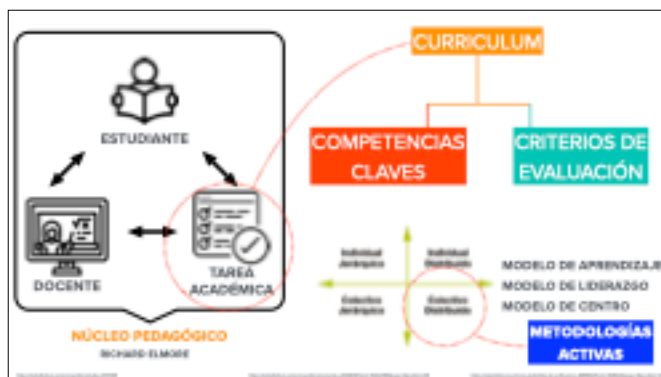 ESTUDIANTE
DOCENTE
TAREA
ACADÉMICA
NÚCLEO PEDAGÓGICO
RICHARD ELMORE
CURRICULUM
COMPETENCIAS
CLAVES
CRITERIOS DE
EVALUACIÓN
Individual
Jerárquico
Individual
Distribuido
Colectivo
Jerárquico
Colectivo
Distribuido
MODELO DE APRENDIZAJE
MODELO DE LIDERAZGO
MODELO DE CENTRO
METODOLOGÍAS
ACTIVAS